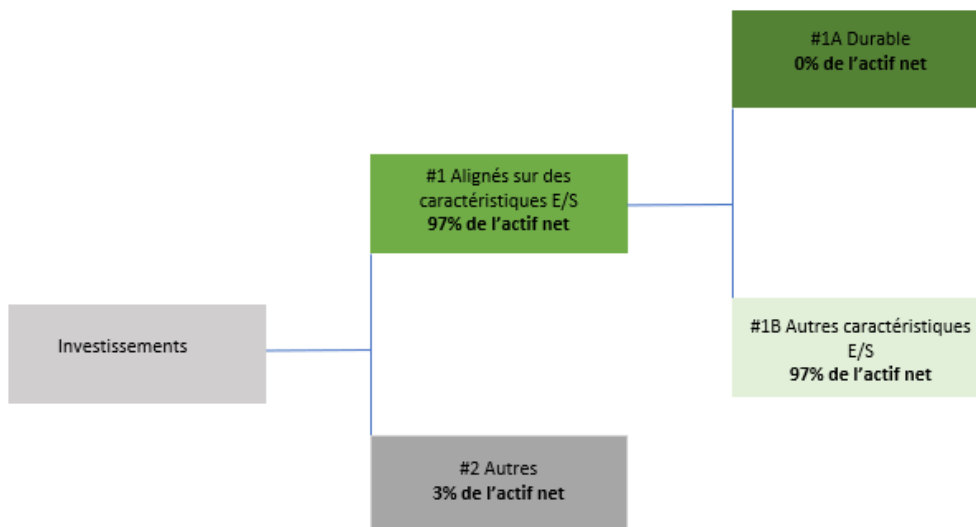 #1A Durable
0% de l'actif net
#1 Alignés sur des
caractéristiques E/S
97% de l'actif net
Investissements
#1B Autres caractéristiques
E/S
97% de l'actif net
#2 Autres
3% de l'actif net